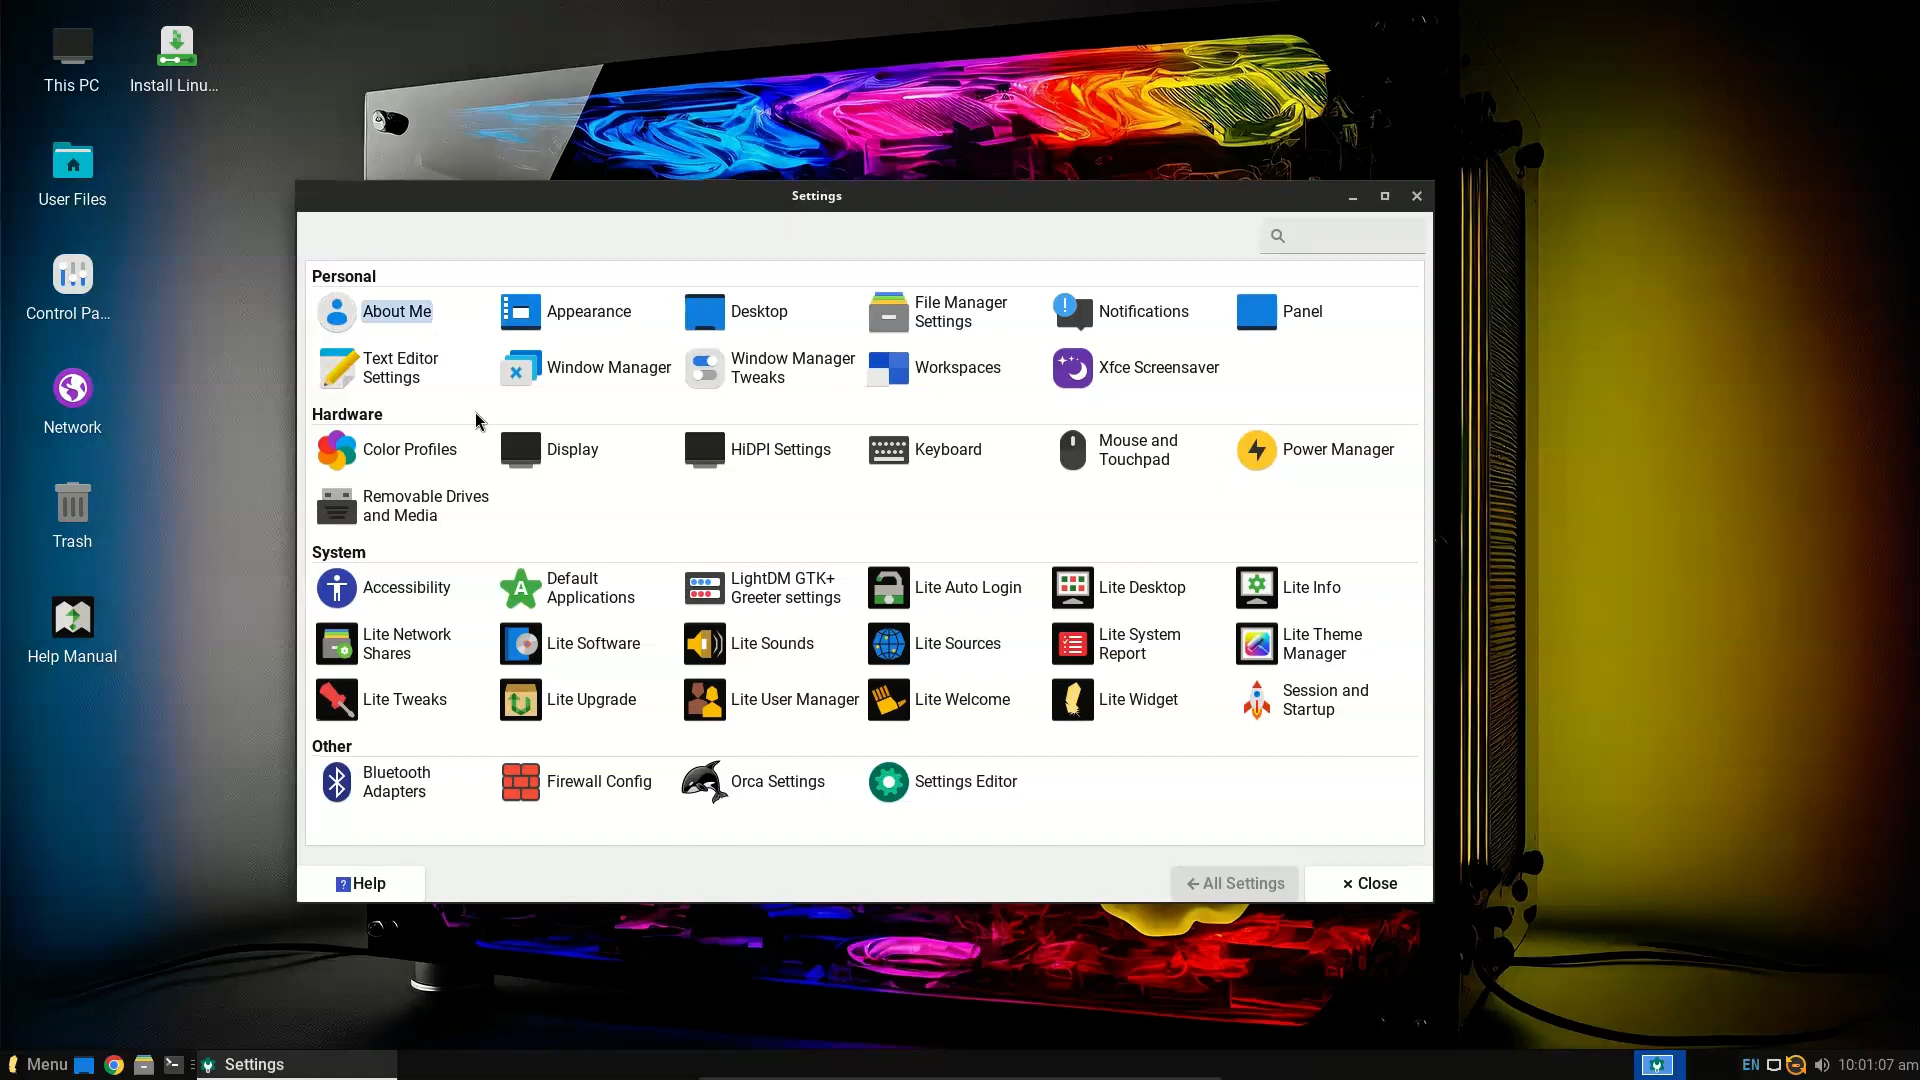 This PC
Install Linu...
User Files
Control Pa...
Network
Trash
Help Manual
Settings
Personal
About Me
Appearance
Desktop
File Manager
Settings
Notifications
Panel
Text Editor
Settings
Window Manager
Window Manager
Tweaks
Workspaces
Xfce Screensaver
Hardware
Color Profiles
Display
HiDPI Settings
Keyboard
Mouse and
Touchpad
Power Manager
Removable Drives
and Media
System
Accessibility
Default
Applications
LightDM GTK+
Greeter settings
Lite Auto Login
Lite Desktop
Lite Info
Lite Network
Shares
Lite Software
Lite Sounds
Lite Sources
Lite System
Report
Lite Theme
Manager
Lite Tweaks
Lite Upgrade
Lite User Manager
Lite Welcome
Lite Widget
Session and
Startup
Other
Bluetooth
Adapters
Firewall Config
Orca Settings
Settings Editor
Help
All Settings
Close
Menu
Settings
EN
10:01:07 am